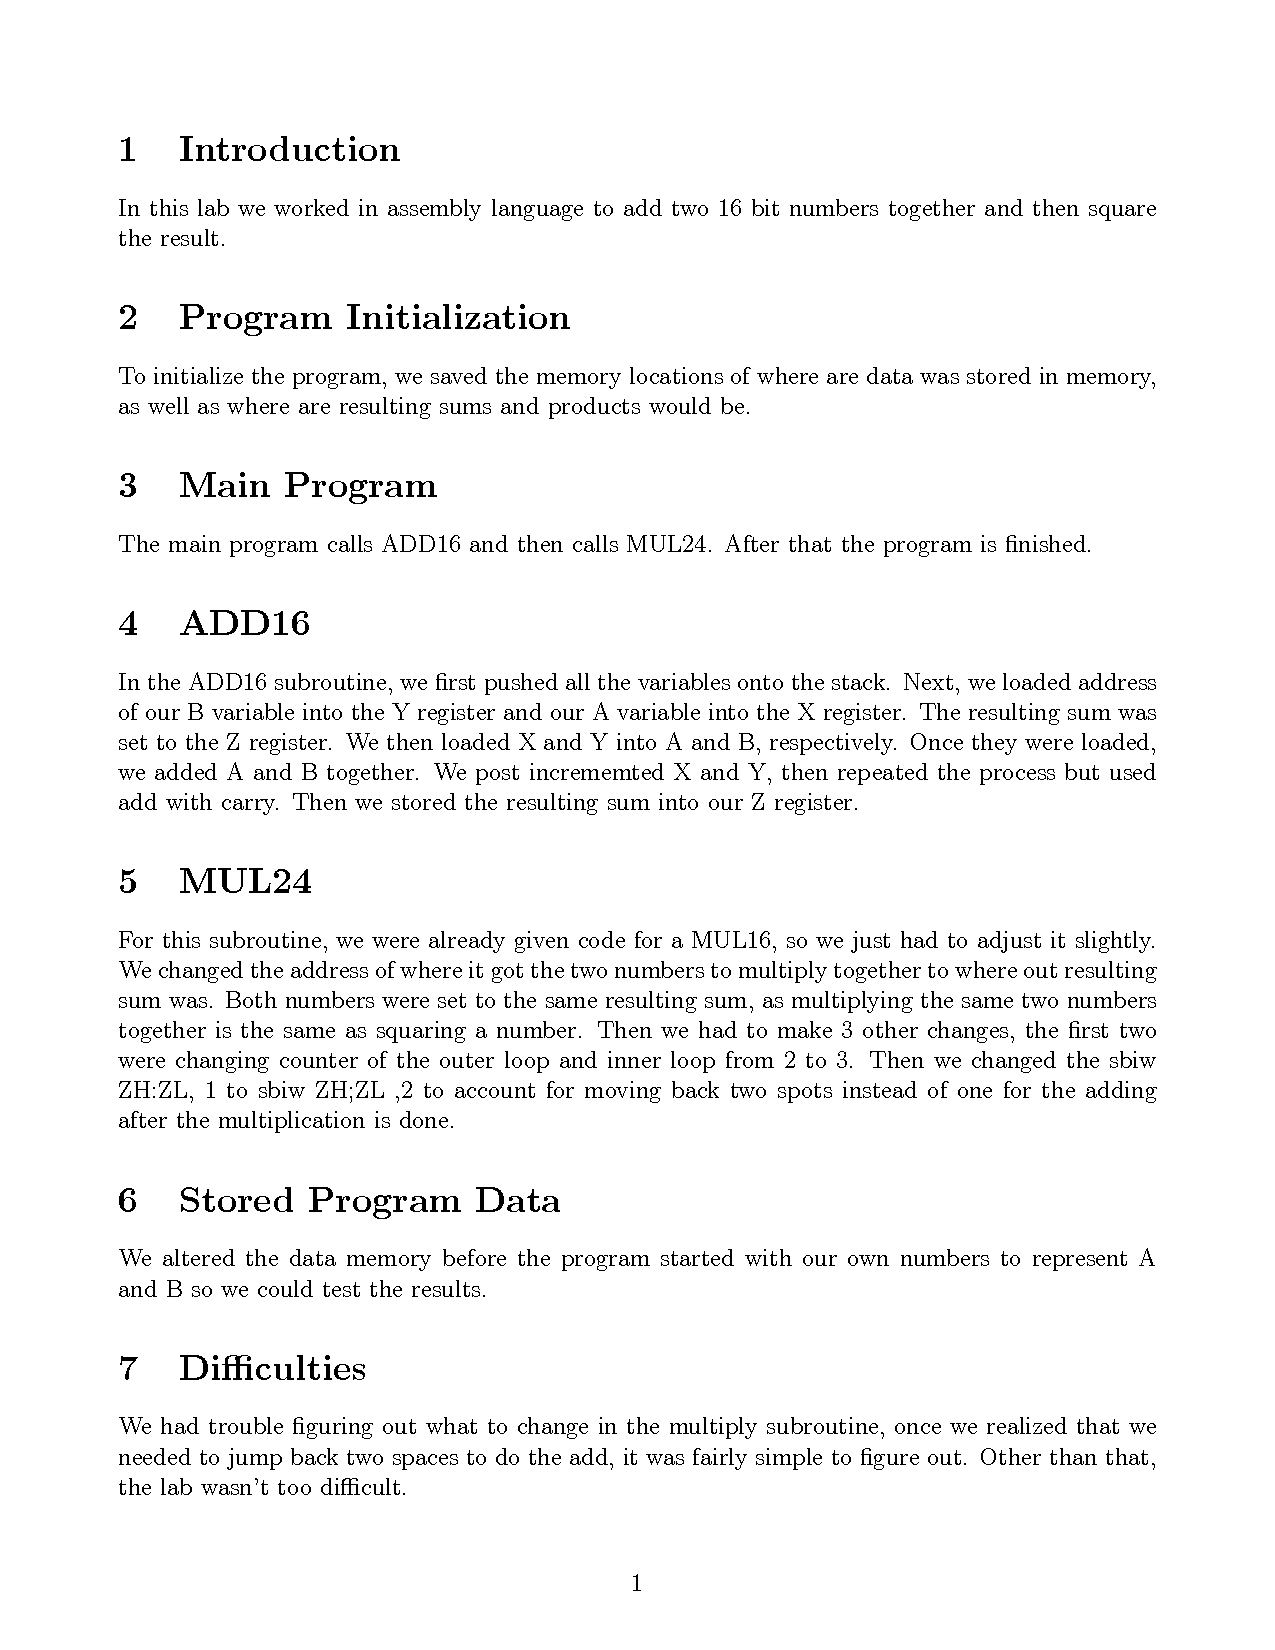 1 Introduction
In this lab we worked in assembly language to add two 16 bit numbers together and then square
the result.
2 Program Initialization
To initialize the program, we saved the memory locations of where are data was stored in memory,
as well as where are resulting sums and products would be.
3 Main Program
The main program calls ADD16 and then calls MUL24. After that the program is finished.
4 ADD16
In the ADD16 subroutine, we first pushed all the variables onto the stack. Next, we loaded address
of our B variable into the Y register and our A variable into the X register. The resulting sum was
set to the Z register. We then loaded X and Y into A and B, respectively. Once they were loaded,
we added A and B together. We post incrememted X and Y, then repeated the process but used
add with carry. Then we stored the resulting sum into our Z register.
5 MUL24
For this subroutine, we were already given code for a MUL16, so we just had to adjust it slightly.
We changed the address of where it got the two numbers to multiply together to where out resulting
sum was. Both numbers were set to the same resulting sum, as multiplying the same two numbers
together is the same as squaring a number. Then we had to make 3 other changes, the first two
were changing counter of the outer loop and inner loop from 2 to 3. Then we changed the sbiw
ZH:ZL, 1 to sbiw ZH;ZL ,2 to account for moving back two spots instead of one for the adding
after the multiplication is done.
6 Stored Program Data
We altered the data memory before the program started with our own numbers to represent A
and B so we could test the results.
7 Difficulties
We had trouble figuring out what to change in the multiply subroutine, once we realized that we
needed to jump back two spaces to do the add, it was fairly simple to figure out. Other than that,
the lab wasn't too difficult.
1